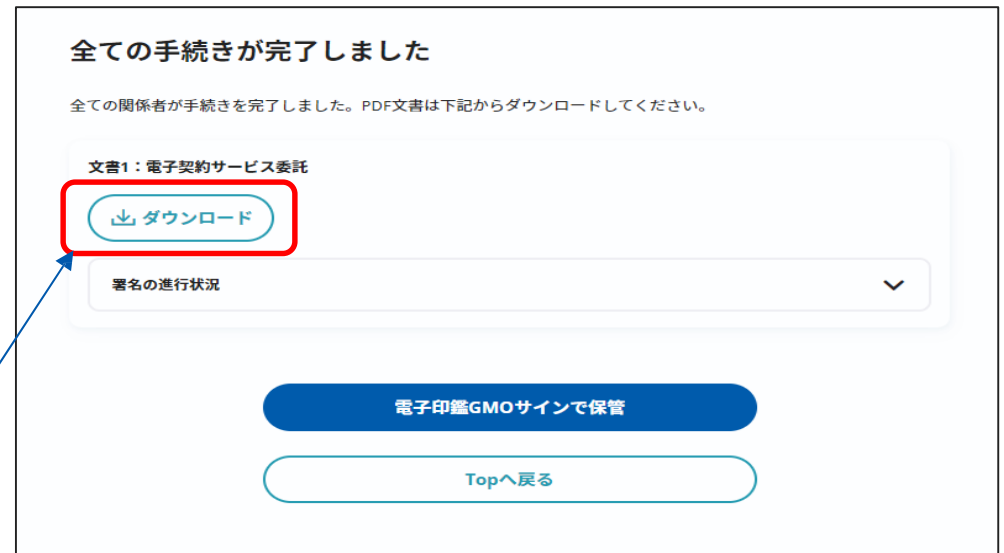 全ての手続きが完了しました
全ての関係者が手続きを完了しました。PDF文書は下記からダウンロードしてください。
文書1：電子契約サービス委託
ダウンロード
署名の進行状況
電子印鑑GMOサインで保管
Topへ戻る